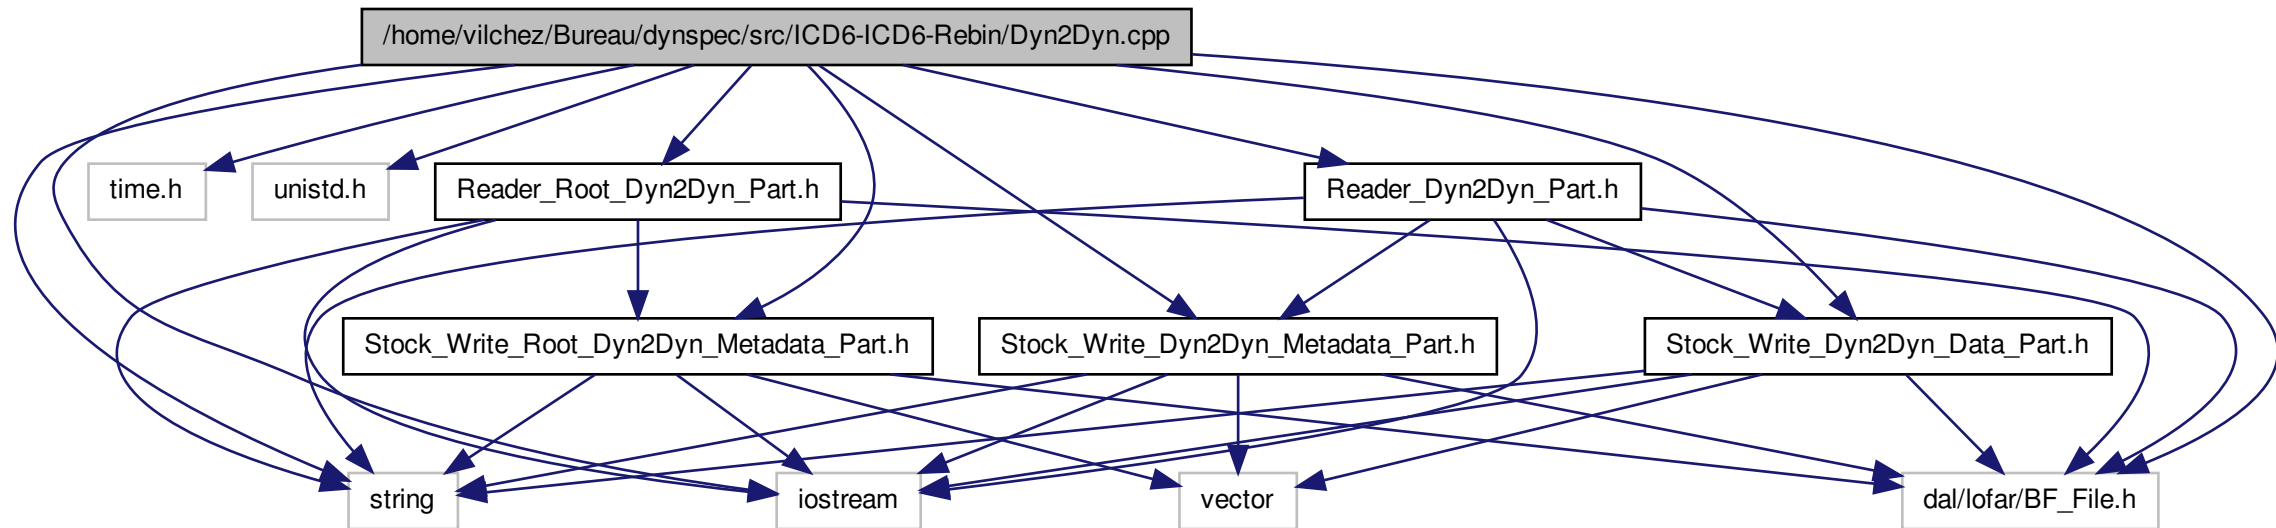 /home/vilchez/Bureau/dynspec/src/ICD6-ICD6-Rebin/Dyn2Dyn.cpp
time.h
unistd.h
Reader_Root_Dyn2Dyn_Part.h
Reader_Dyn2Dyn_Part.h
Stock_Write_Root_Dyn2Dyn_Metadata_Part.h
Stock_Write_Dyn2Dyn_Metadata_Part.h
Stock_Write_Dyn2Dyn_Data_Part.h
string
iostream
vector
dal/lofar/BF_File.h